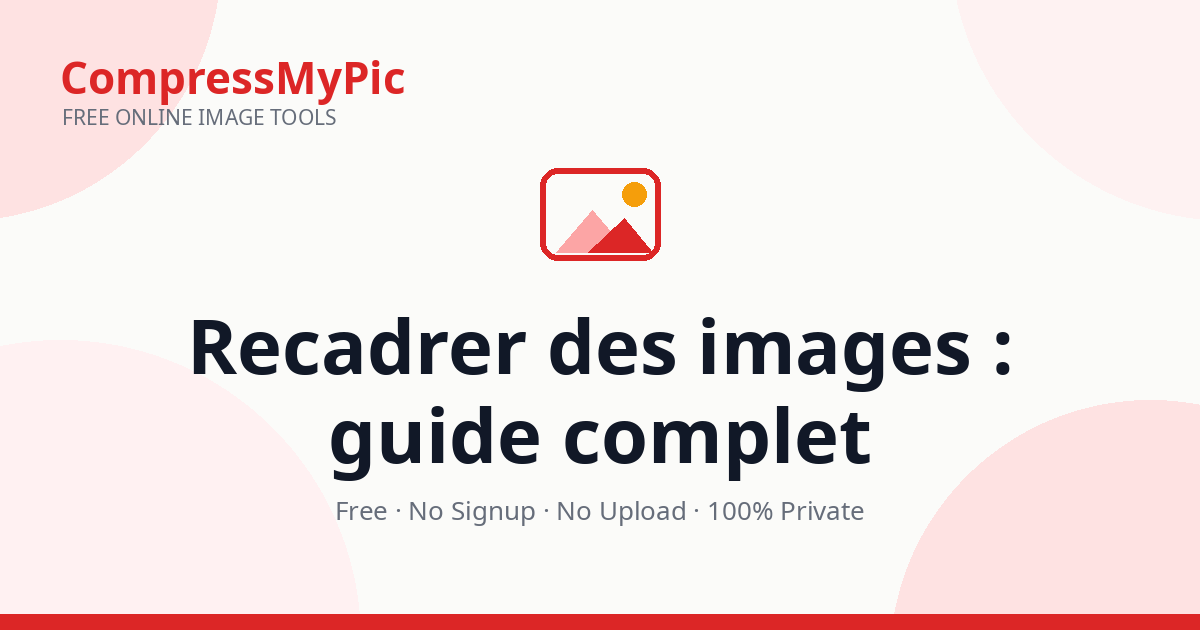 CompressMyPic
FREE ONLINE IMAGE TOOLS
Recadrer des images :
guide complet
Free · No Signup · No Upload · 100% Private